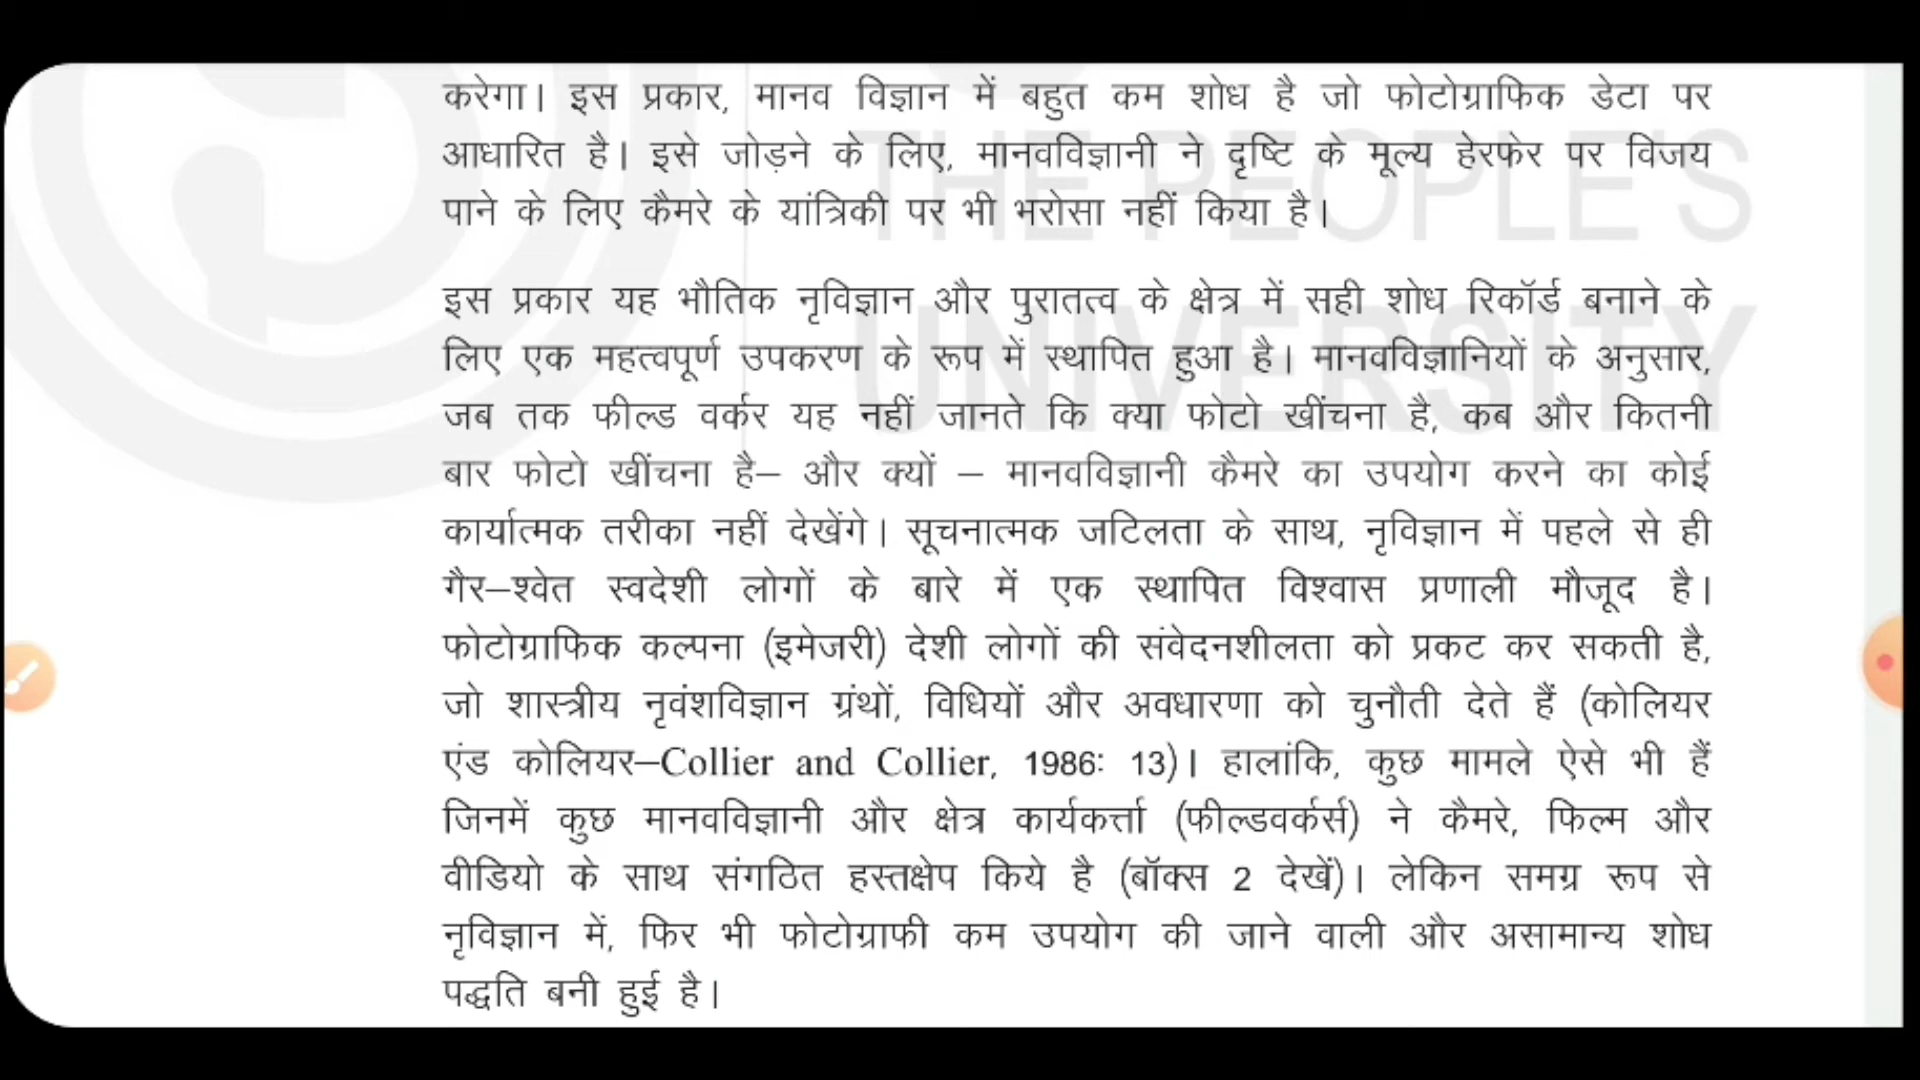 करेगा। इस प्रकार, मानव विज्ञान में बहुत कम शोध है जो फोटोग्राफिक डेटा पर
आधारित है। इसे जोड़ने के लिए, मानवविज्ञानी ने दृष्टि के मूल्य हेरफेर पर विजय
पाने के लिए कैमरे के यांत्रिकी पर भी भरोसा नहीं किया है।
इस प्रकार यह भौतिक नृविज्ञान और पुरातत्व के क्षेत्र में सही शोध रिकॉर्ड बनाने के
लिए एक महत्वपूर्ण उपकरण के रूप में स्थापित हुआ है। मानवविज्ञानियों के अनुसार,
जब तक फील्ड वर्कर यह नहीं जानते कि क्या फोटो खींचना है, कब और कितनी
बार फोटो खींचना है– और क्यों – मानवविज्ञानी कैमरे का उपयोग करने का कोई
कार्यात्मक तरीका नहीं देखेंगे। सूचनात्मक जटिलता के साथ, नृविज्ञान में पहले से ही
गैर–श्वेत स्वदेशी लोगों के बारे में एक स्थापित विश्वास प्रणाली मौजूद है।
फोटोग्राफिक कल्पना (इमेजरी) देशी लोगों की संवेदनशीलता को प्रकट कर सकती है,
जो शास्त्रीय नृवंशविज्ञान ग्रंथों, विधियों और अवधारणा को चुनौती देते हैं (कोलियर
एंड कोलियर–Collier and Collier, 1986: 13)। हालांकि, कुछ मामले ऐसे भी हैं
जिनमें कुछ मानवविज्ञानी और क्षेत्र कार्यकर्त्ता (फील्डवर्कर्स) ने कैमरे, फिल्म और
वीडियो के साथ संगठित हस्तक्षेप किये है (बॉक्स 2 देखें)। लेकिन समग्र रूप से
नृविज्ञान में, फिर भी फोटोग्राफी कम उपयोग की जाने वाली और असामान्य शोध
पद्धति बनी हुई है।
THE PEOPLE'S
UNIVERSITY